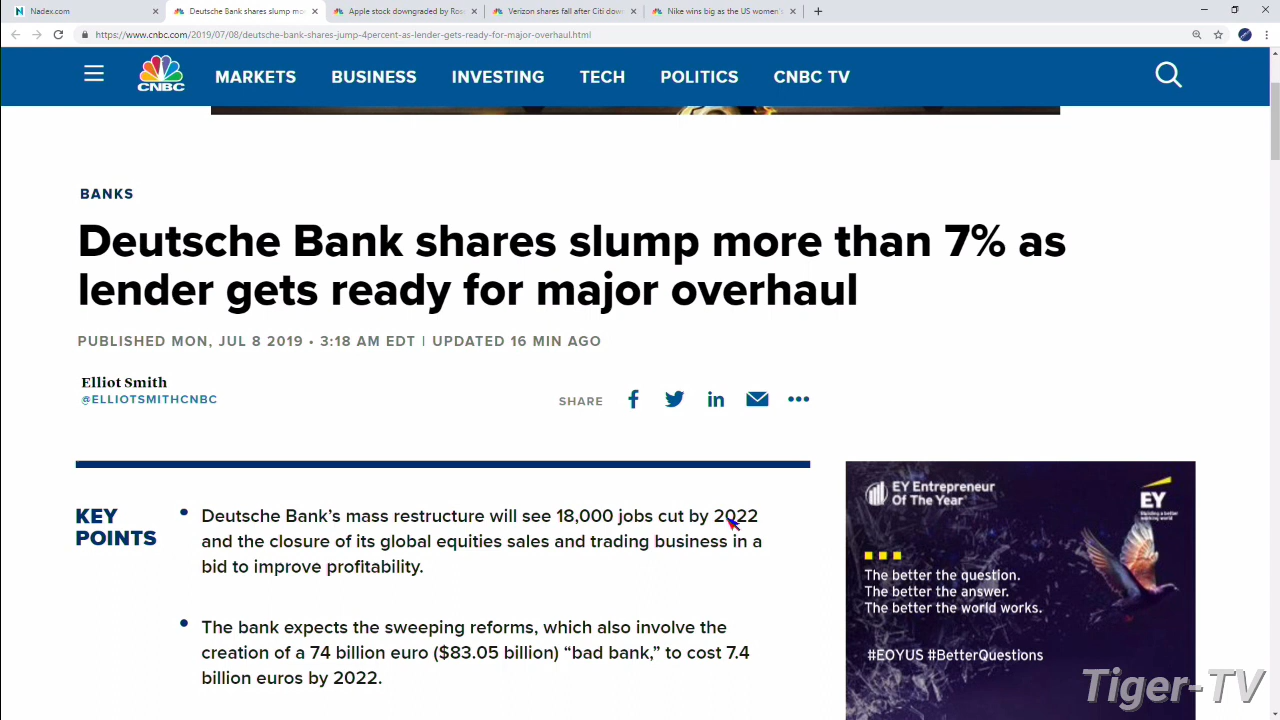 Nadex.com
Deutsche Bank shares slump mor
Apple stock downgraded by Ros
Verizon shares fall after Citi dow
Nike wins big as the US women's
https://www.cnbc.com/2019/07/08/deutsche-bank-shares-jump-4percent-as-lender-gets-ready-for-major-overhaul.html
CNBC
MARKETS BUSINESS INVESTING TECH POLITICS CNBC TV
BANKS
Deutsche Bank shares slump more than 7% as
lender gets ready for major overhaul
PUBLISHED MON, JUL 8 2019 • 3:18 AM EDT | UPDATED 16 MIN AGO
Elliot Smith
@ELLIOTSMITHCNBC
SHARE
KEY
POINTS
Deutsche Bank's mass restructure will see 18,000 jobs cut by 2022
and the closure of its global equities sales and trading business in a
bid to improve profitability.
The bank expects the sweeping reforms, which also involve the
creation of a 74 billion euro ($83.05 billion) “bad bank,” to cost 7.4
billion euros by 2022.
EY Entrepreneur
Of The Year
EY
Building a better
working world
The better the question.
The better the answer.
The better the world works.
#EOYUS #BetterQuestions
Tiger-TV